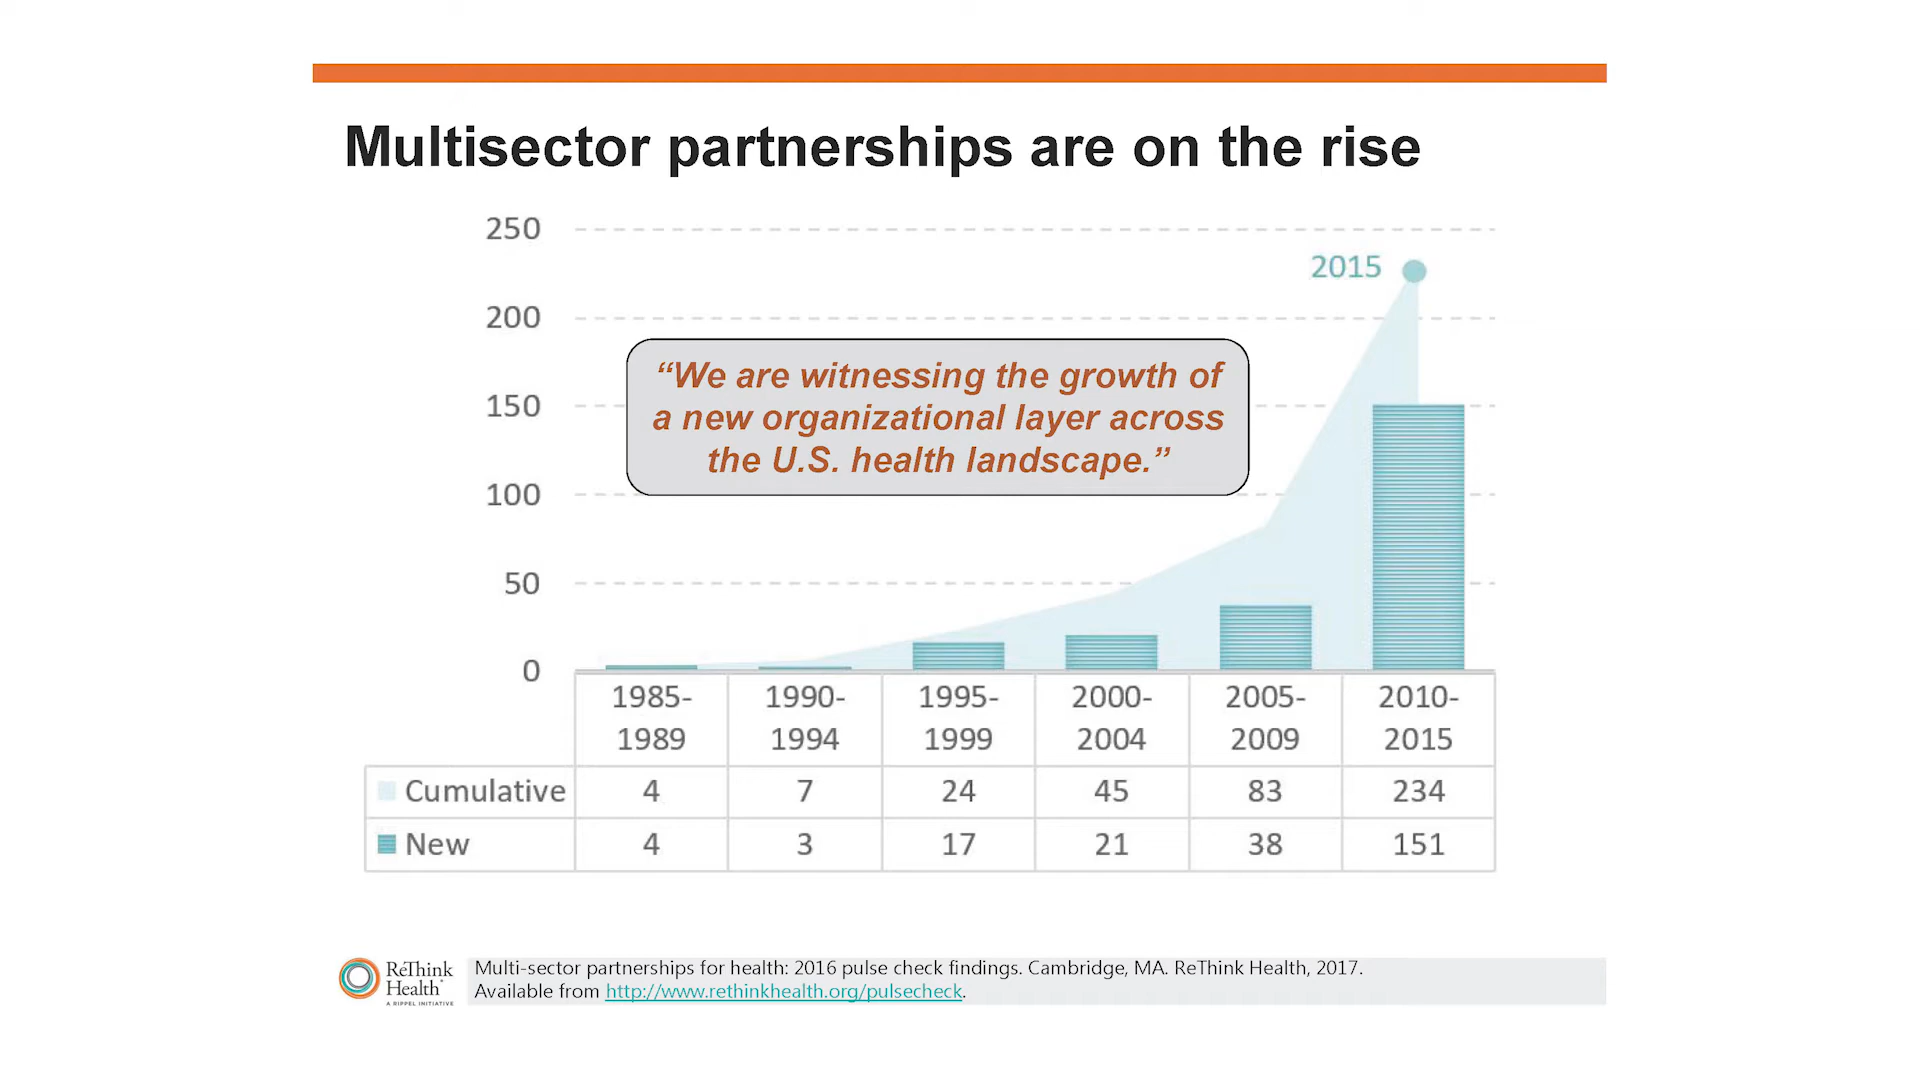 Multisector partnerships are on the rise
250
200
150
100
50
0
2015
“We are witnessing the growth of
a new organizational layer across
the U.S. health landscape.”
1985- 1990- 1995- 2000- 2005- 2010-
1989 1994 1999 2004 2009 2015
Cumulative 4 7 24 45 83 234
New 4 3 17 21 38 151
ReThink
Health
A RIPPEL INITIATIVE
Multi-sector partnerships for health: 2016 pulse check findings. Cambridge, MA. ReThink Health, 2017.
Available from http://www.rethinkhealth.org/pulsecheck.